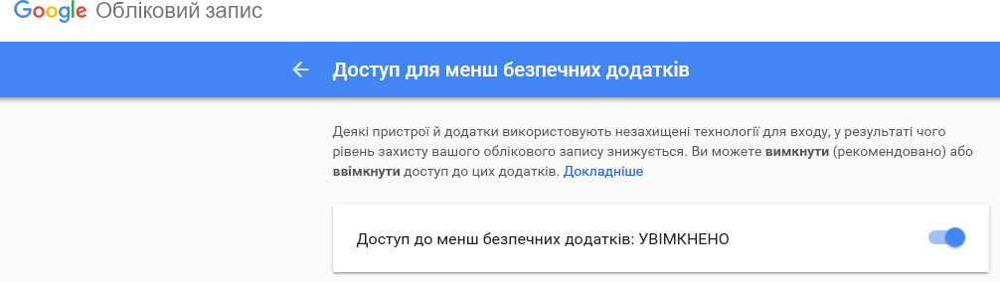 Google Обліковий запис
Доступ для менш безпечних додатків
Деякі пристрої й додатки використовують незахищені технології для входу, у результаті чого
рівень захисту вашого облікового запису знижується. Ви можете вимкнути (рекомендовано) або
ввімкнути доступ до цих додатків. Докладніше
Доступ до менш безпечних додатків: УВІМКНЕНО